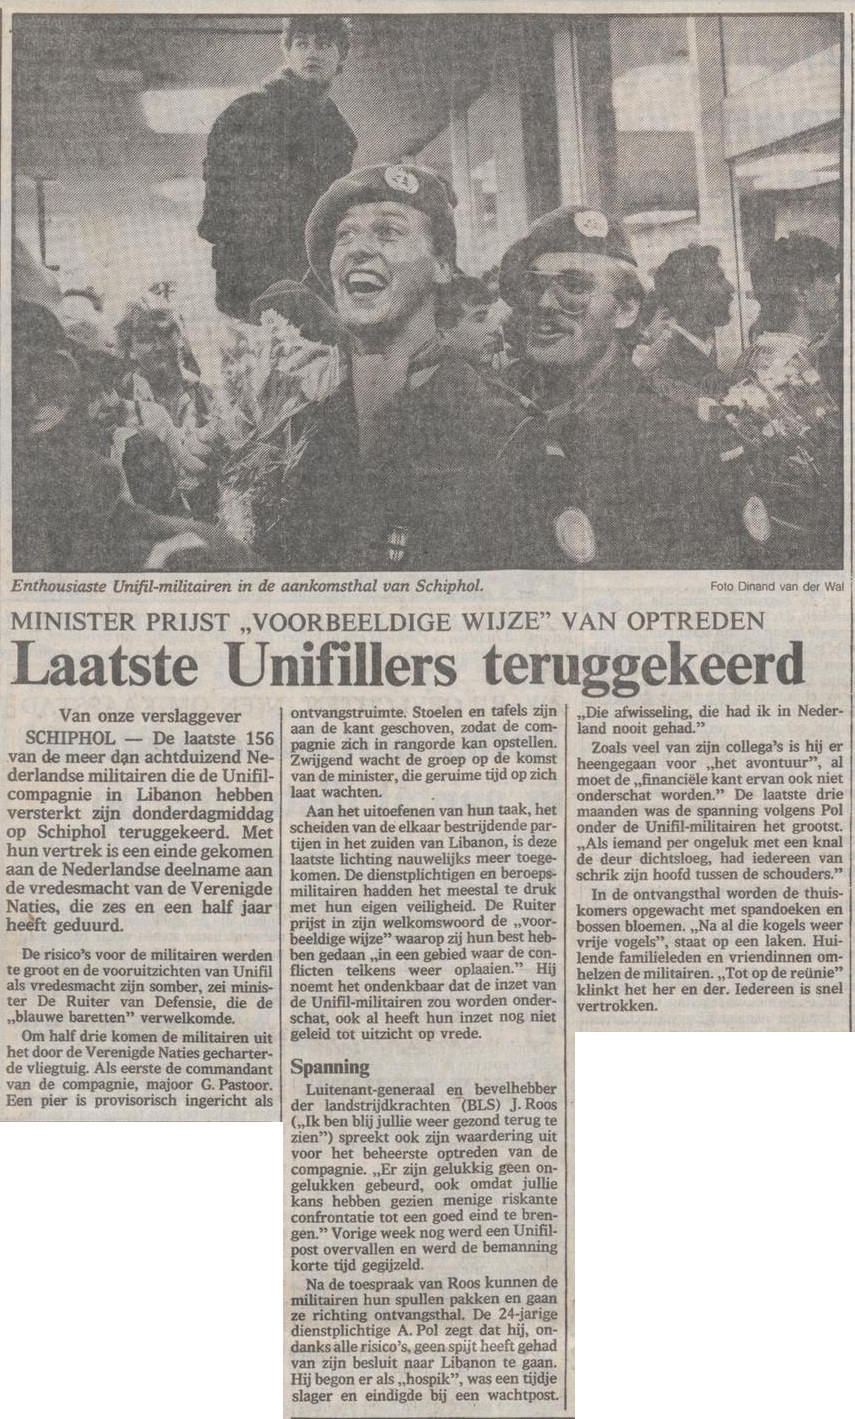 Enthousiaste Unifil-militairen in de aankomsthal van Schiphol.
Foto Dinand van der Wal
MINISTER PRIJST „VOORBEELDIGE WIJZE” VAN OPTREDEN
Laatste Unifillers teruggekeerd
Van onze verslaggever
SCHIPHOL — De laatste 156
van de meer dan achtduizend Ne-
derlandse militairen die de Unifil-
compagnie in Libanon hebben
versterkt zijn donderdagmiddag
op Schiphol teruggekeerd. Met
hun vertrek is een einde gekomen
aan de Nederlandse deelname aan
de vredesmacht van de Verenigde
Naties, die zes en een half jaar
heeft geduurd.
De risico's voor de militairen werden
te groot en de vooruitzichten van Unifil
als vredesmacht zijn somber, zei minis-
ter De Ruiter van Defensie, die de
„blauwe baretten” verwelkomde.
Om half drie komen de militairen uit
het door de Verenigde Naties gecharter-
de vliegtuig. Als eerste de commandant
van de compagnie, majoor G. Pastoor.
Een pier is provisorisch ingericht als
ontvangstruimte. Stoelen en tafels zijn
aan de kant geschoven, zodat de com-
pagnie zich in rangorde kan opstellen.
Zwijgend wacht de groep op de komst
van de minister, die geruime tijd op zich
laat wachten.
Aan het uitoefenen van hun taak, het
scheiden van de elkaar bestrijdende par-
tijen in het zuiden van Libanon, is deze
laatste lichting nauwelijks meer toege-
komen. De dienstplichtigen en beroeps-
militairen hadden het meestal te druk
met hun eigen veiligheid. De Ruiter
prijst in zijn welkomswoord de „voor-
beeldige wijze” waarop zij hun best heb-
ben gedaan „in een gebied waar de con-
flicten telkens weer oplaaien.” Hij
noemt het ondenkbaar dat de inzet van
de Unifil-militairen zou worden onder-
schat, ook al heeft hun inzet nog niet
geleid tot uitzicht op vrede.
Spanning
Luitenant-generaal en bevelhebber
der landstrijdkrachten (BLS) J. Roos
(„Ik ben blij jullie weer gezond terug te
zien”) spreekt ook zijn waardering uit
voor het beheerste optreden van de
compagnie. „Er zijn gelukkig geen on-
gelukken gebeurd, ook omdat jullie
kans hebben gezien menige riskante
confrontatie tot een goed eind te bren-
gen.” Vorige week nog werd een Unifil-
post overvallen en werd de bemanning
korte tijd gegijzeld.
Na de toespraak van Roos kunnen de
militairen hun spullen pakken en gaan
ze richting ontvangsthal. De 24-jarige
dienstplichtige A. Pol zegt dat hij, on-
danks alle risico's, geen spijt heeft gehad
van zijn besluit naar Libanon te gaan.
Hij begon er als „hospik”, was een tijdje
slager en eindigde bij een wachtpost.
„Die afwisseling, die had ik in Neder-
land nooit gehad.”
Zoals veel van zijn collega's is hij er
heengegaan voor „het avontuur”, al
moet de „financiële kant ervan ook niet
onderschat worden.” De laatste drie
maanden was de spanning volgens Pol
onder de Unifil-militairen het grootst.
„Als iemand per ongeluk met een knal
de deur dichtsloeg, had iedereen van
schrik zijn hoofd tussen de schouders.”
In de ontvangsthal worden de thuis-
komers opgewacht met spandoeken en
bossen bloemen. „Na al die kogels weer
vrije vogels”, staat op een laken. Hui-
lende familieleden en vriendinnen om-
helzen de militairen. „Tot op de reünie”
klinkt het her en der. Iedereen is snel
vertrokken.